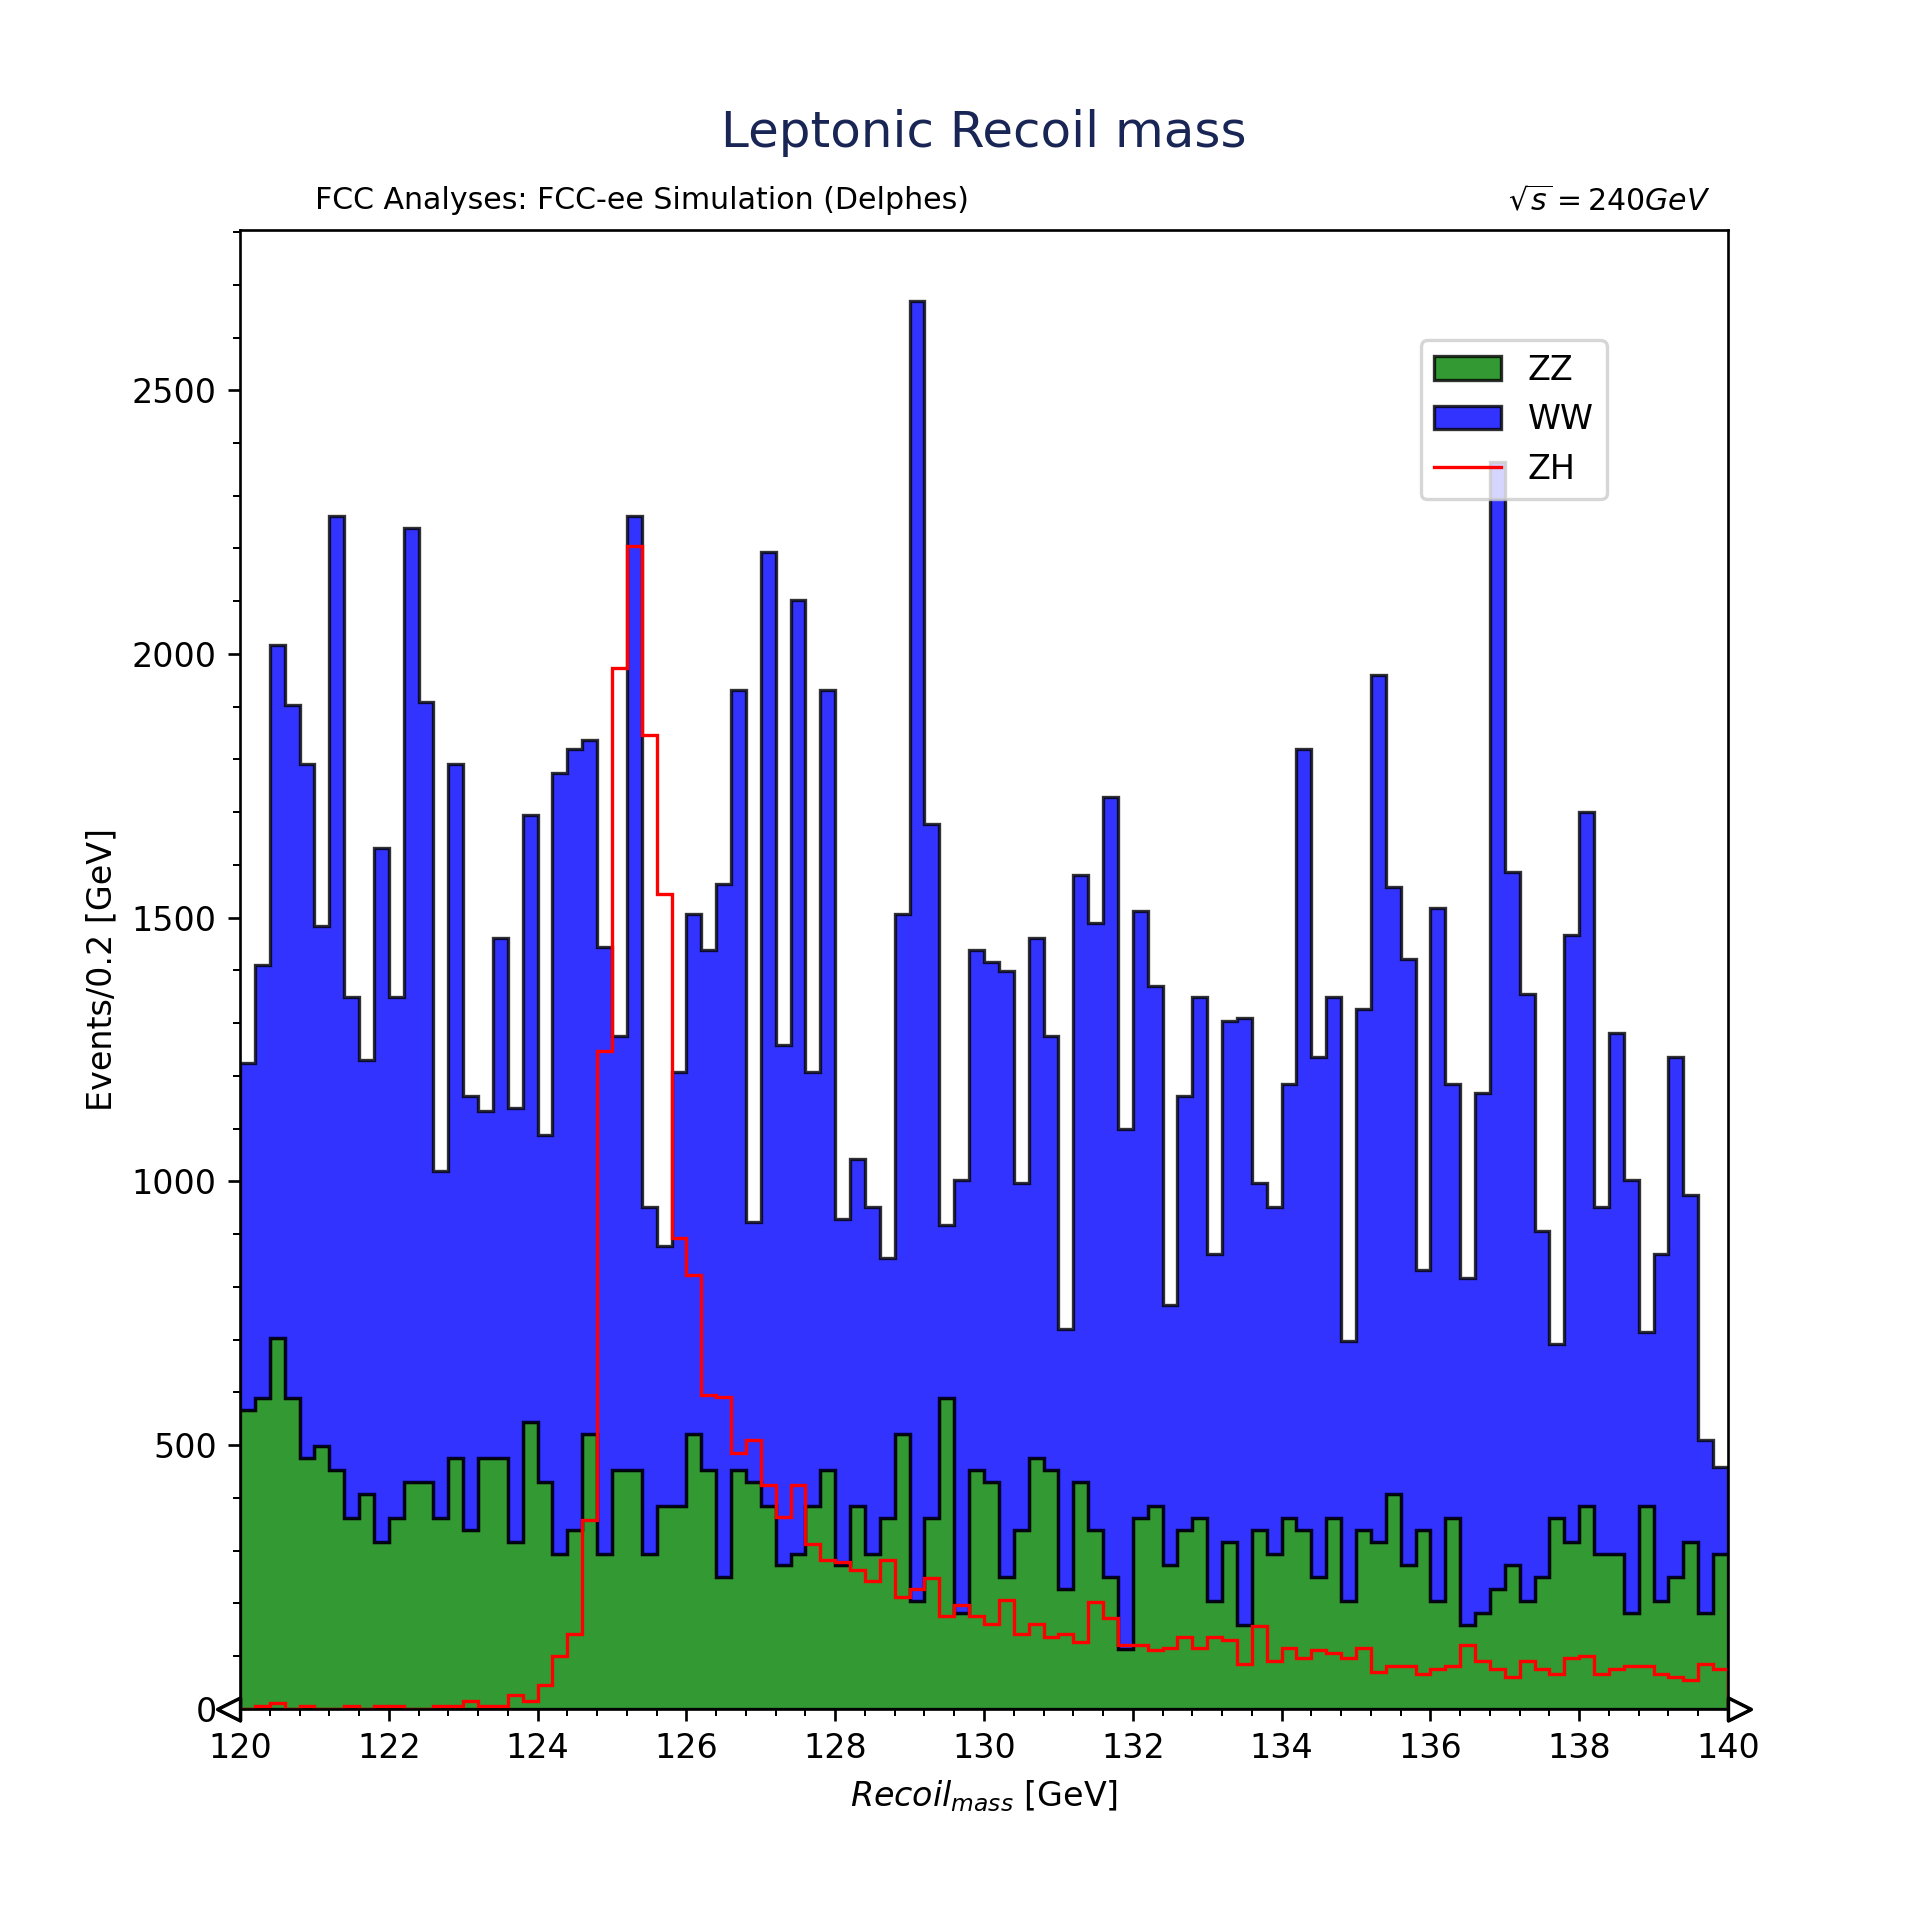 Leptonic Recoil mass
FCC Analyses: FCC-ee Simulation (Delphes)
√s = 240GeV
ZZ
WW
ZH
Events/0.2 [GeV]
2500
2000
1500
1000
500
0
120 122 124 126 128 130 132 134 136 138 140
Recoil_mass [GeV]